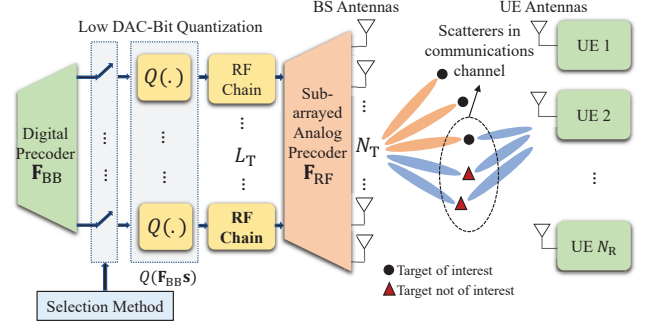 Low DAC-Bit Quantization
BS Antennas
UE Antennas
Scatterers in
communications
channel
Digital
Precoder
F_BB
Q(.)
RF
Chain
Sub-
arrayed
Analog
Precoder
F_RF
UE 1
UE 2
⋮
⋮
⋮
L_T
⋮
N_T
⋮
⋮
⋮
⋮
Q(.)
RF
Chain
UE N_R
Q(F_BB s)
Selection Method
Target of interest
Target not of interest